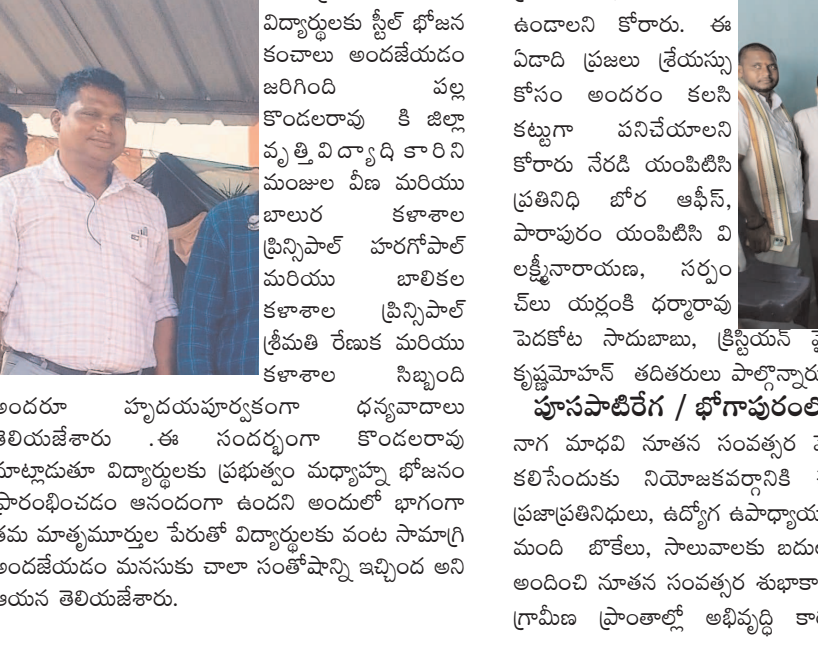 విద్యార్థులకు స్టీల్ భోజన
కంచాలు అందజేయడం
జరిగింది పల్ల
కొండలరావు కి జిల్లా
వృత్తివిద్యాధికారిని
మంజుల వీణ మరియు
బాలుర కళాశాల
ప్రిన్సిపాల్ హరగోపాల్
మరియు బాలికల
కళాశాల ప్రిన్సిపాల్
శ్రీమతి రేణుక మరియు
కళాశాల సిబ్బంది
అందరూ హృదయపూర్వకంగా ధన్యవాదాలు
తెలియజేశారు .ఈ సందర్భంగా కొండలరావు
మాట్లాడుతూ విద్యార్థులకు ప్రభుత్వం మధ్యాహ్న భోజనం
ప్రారంభించడం ఆనందంగా ఉందని అందులో భాగంగా
తమ మాతృమూర్తుల పేరుతో విద్యార్థులకు వంట సామాగ్రి
అందజేయడం మనసుకు చాలా సంతోషాన్ని ఇచ్చింద అని
ఆయన తెలియజేశారు.
ఉండాలని కోరారు. ఈ
ఏడాది ప్రజలు శ్రేయస్సు
కోసం అందరం కలసి
కట్టుగా పనిచేయాలని
కోరారు నేరడి యంపిటిసి
ప్రతినిధి బోర ఆఫీస్,
పారాపురం యంపిటిసి వి
లక్ష్మీనారాయణ, సర్పం
చ్‌లు యర్లంకి ధర్మారావు
పెదకోట సాదుబాబు, క్రిస్టియన్
కృష్ణమోహన్ తదితరులు పాల్గొన్నారు
పూసపాటిరేగ / భోగాపురంలో
నాగ మాధవి నూతన సంవత్సర
కలిసేందుకు నియోజకవర్గానికి
ప్రజాప్రతినిధులు, ఉద్యోగ ఉపాధ్యాయ
మంది బొకేలు, సాలువాలకు
అందించి నూతన సంవత్సర
గ్రామీణ ప్రాంతాల్లో అభివృద్ధి